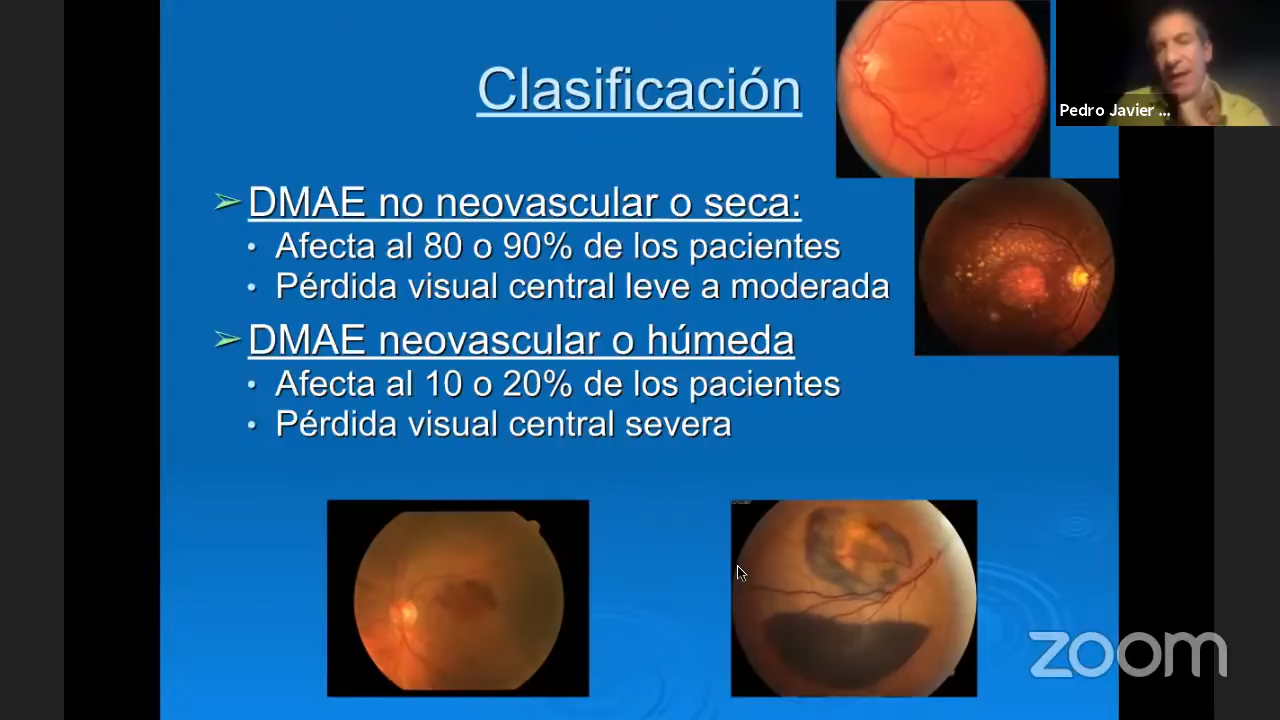 Clasificación
Pedro Javier ...
➢ DMAE no neovascular o seca:
• Afecta al 80 o 90% de los pacientes
• Pérdida visual central leve a moderada
➢ DMAE neovascular o húmeda
• Afecta al 10 o 20% de los pacientes
• Pérdida visual central severa
zoom